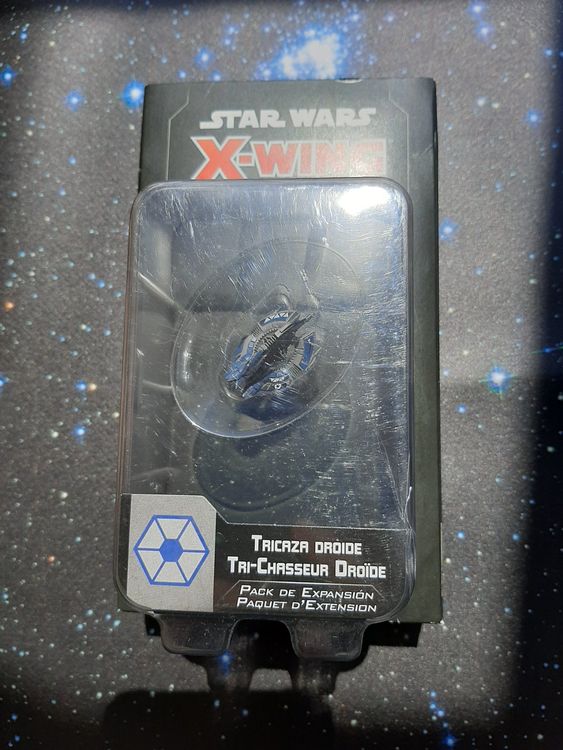 STAR WARS
X-WING
TRICAZA DROIDE
TRI-CHASSEUR DROÏDE
PACK DE EXPANSIÓN
PAQUET D'EXTENSION